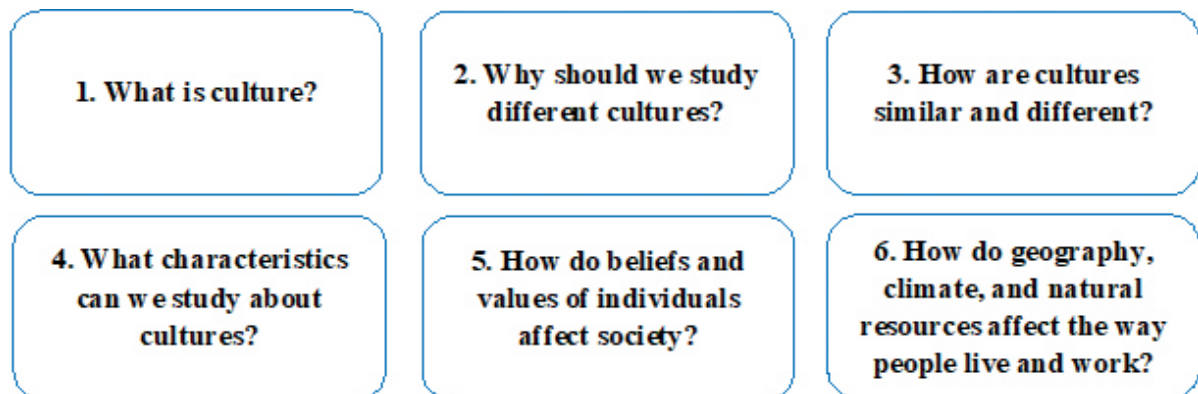 1. What is culture?
2. Why should we study
different cultures?
3. How are cultures
similar and different?
4. What characteristics
can we study about
cultures?
5. How do beliefs and
values of individuals
affect society?
6. How do geography,
climate, and natural
resources affect the way
people live and work?